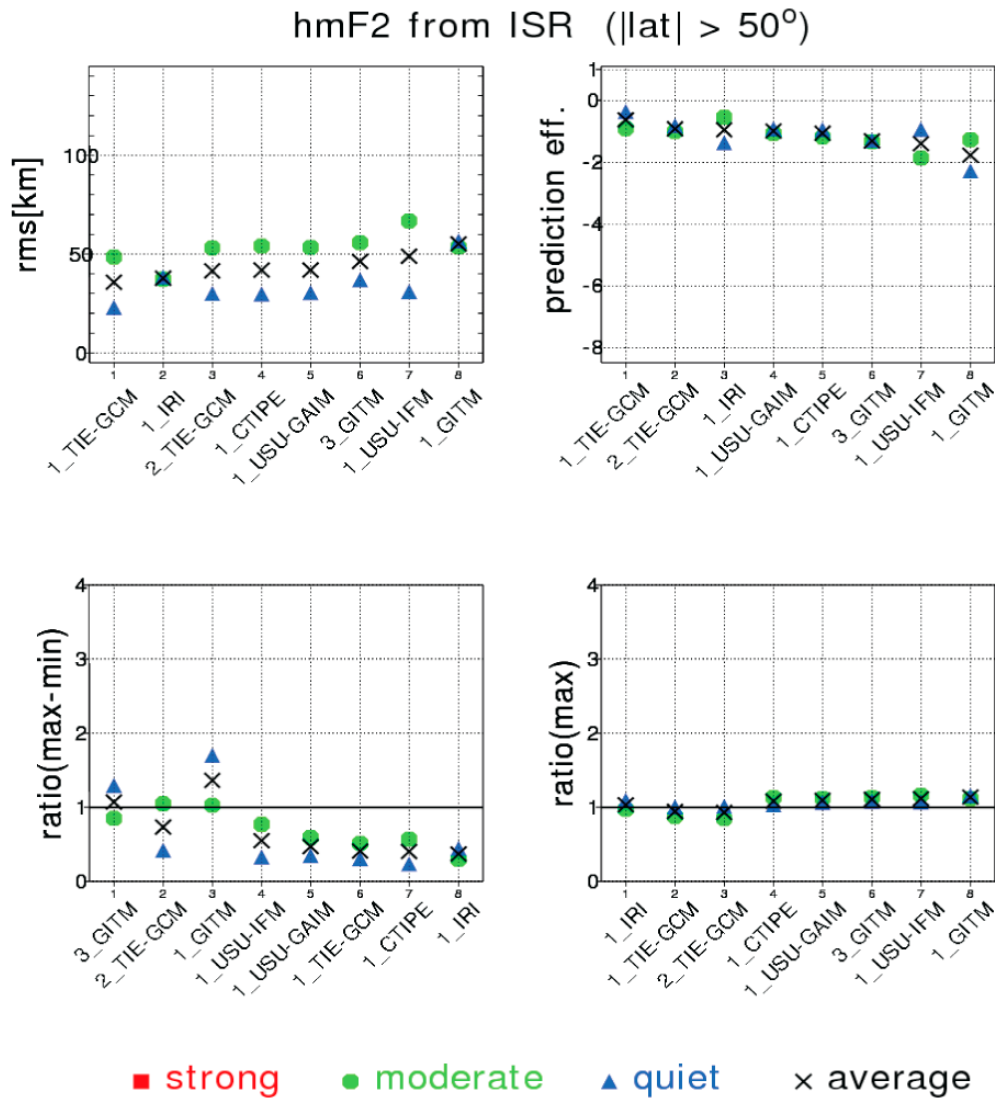 hmF2 from ISR (|lat| > 50°)
rms[km]
100
50
0
1 2 3 4 5 6 7 8
1_TIE-GCM
1_IRI
2_TIE-GCM
1_CTIPE
1_USU-GAIM
3_GITM
1_USU-IFM
1_GITM
prediction eff.
1
0
-2
-4
-6
-8
1 2 3 4 5 6 7 8
1_TIE-GCM
2_TIE-GCM
1_IRI
1_USU-GAIM
1_CTIPE
3_GITM
1_USU-IFM
1_GITM
ratio(max-min)
4
3
2
1
0
1 2 3 4 5 6 7 8
3_GITM
2_TIE-GCM
1_GITM
1_USU-IFM
1_USU-GAIM
1_TIE-GCM
1_CTIPE
1_IRI
ratio(max)
4
3
2
1
0
1 2 3 4 5 6 7 8
1_IRI
1_TIE-GCM
2_TIE-GCM
1_CTIPE
1_USU-GAIM
3_GITM
1_USU-IFM
1_GITM
strong moderate quiet average